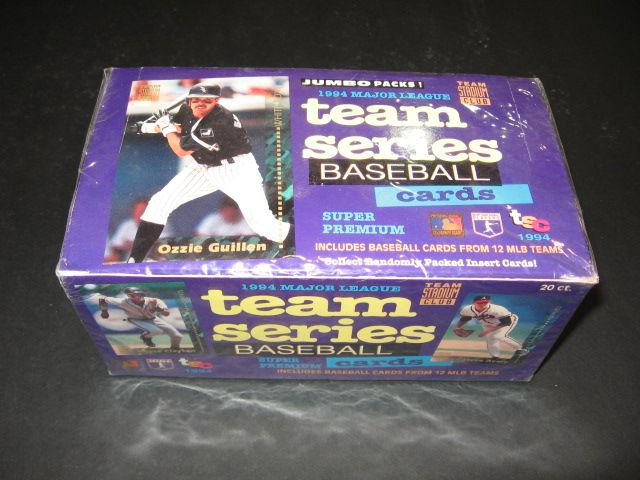 JUMBO PACKS!
1994 MAJOR LEAGUE
team
series
BASEBALL
cards
TEAM
STADIUM
CLUB
WHITE
Ozzie Guillen
SUPER
PREMIUM
tsc
1994
INCLUDES BASEBALL CARDS FROM 12 MLB TEAMS
Collect Randomly Packed Insert Cards!
1994 MAJOR LEAGUE
team
series
BASEBALL
cards
TEAM
STADIUM
CLUB
20 ct.
Clayton
tsc
1994
SUPER
PREMIUM
INCLUDES BASEBALL CARDS FROM 12 MLB TEAMS